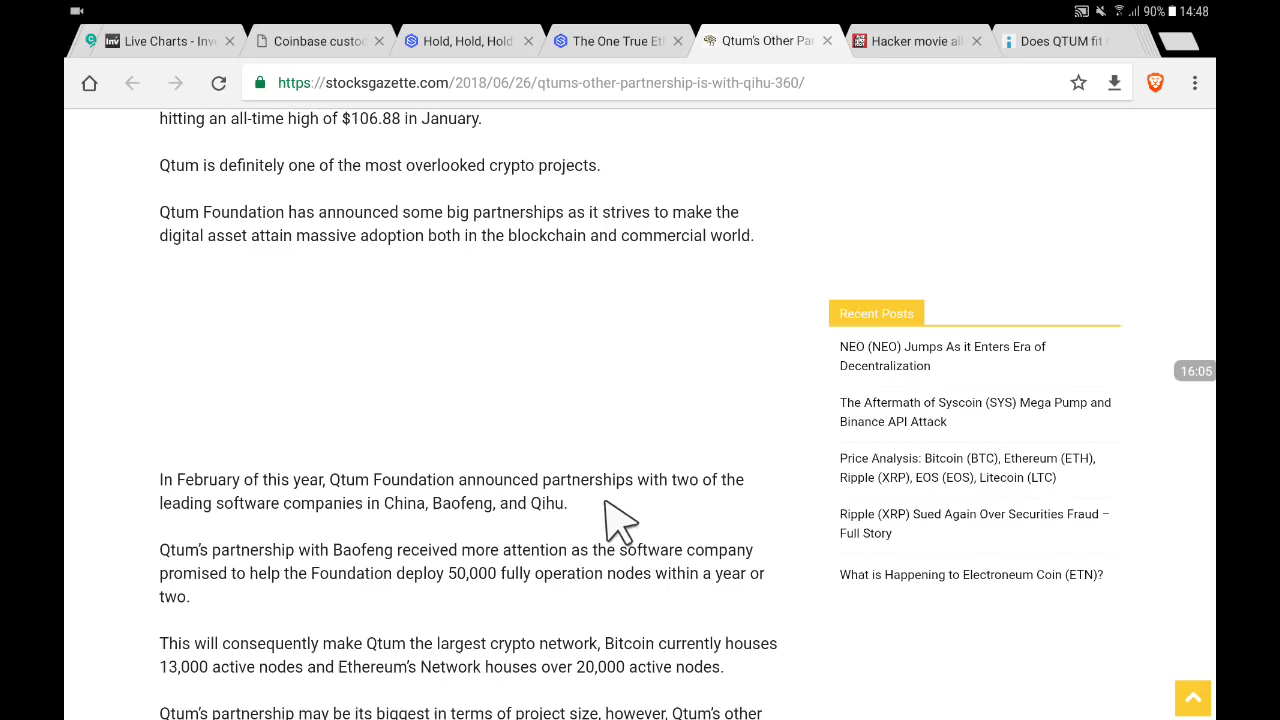 90% 14:48
inv Live Charts - Inv
Coinbase custo
Hold, Hold, Hold
The One True Et
Qtum's Other Pa
Hacker movie all
Does QTUM fit
https://stocksgazette.com/2018/06/26/qtums-other-partnership-is-with-qihu-360/
hitting an all-time high of $106.88 in January.
Qtum is definitely one of the most overlooked crypto projects.
Qtum Foundation has announced some big partnerships as it strives to make the
digital asset attain massive adoption both in the blockchain and commercial world.
In February of this year, Qtum Foundation announced partnerships with two of the
leading software companies in China, Baofeng, and Qihu.
Qtum's partnership with Baofeng received more attention as the software company
promised to help the Foundation deploy 50,000 fully operation nodes within a year or
two.
This will consequently make Qtum the largest crypto network, Bitcoin currently houses
13,000 active nodes and Ethereum's Network houses over 20,000 active nodes.
Qtum's partnership may be its biggest in terms of project size, however, Qtum's other
Recent Posts
NEO (NEO) Jumps As it Enters Era of
Decentralization
The Aftermath of Syscoin (SYS) Mega Pump and
Binance API Attack
Price Analysis: Bitcoin (BTC), Ethereum (ETH),
Ripple (XRP), EOS (EOS), Litecoin (LTC)
Ripple (XRP) Sued Again Over Securities Fraud –
Full Story
What is Happening to Electroneum Coin (ETN)?
16:05